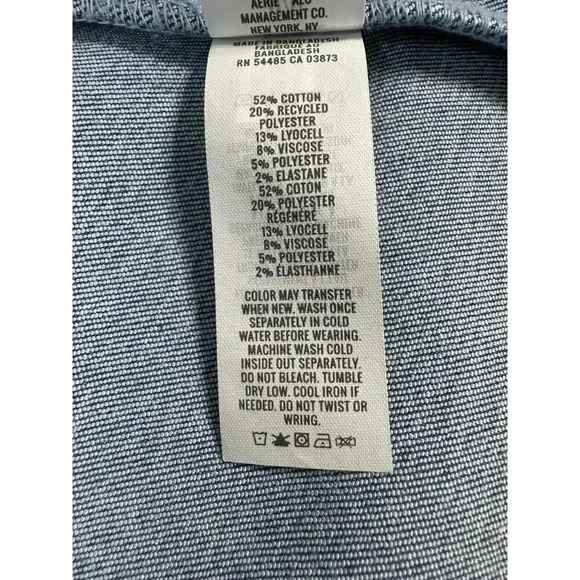 AERIE AEO
MANAGEMENT CO.
NEW YORK, NY
MADE IN BANGLADESH
FABRIQUE AU
BANGLADESH
RN 54485 CA 03873
52% COTTON
20% RECYCLED
POLYESTER
13% LYOCELL
8% VISCOSE
5% POLYESTER
2% ELASTANE
52% COTON
20% POLYESTER
RÉGÉNÉRÉ
13% LYOCELL
8% VISCOSE
5% POLYESTER
2% ÉLASTHANNE
COLOR MAY TRANSFER
WHEN NEW. WASH ONCE
SEPARATELY IN COLD
WATER BEFORE WEARING.
MACHINE WASH COLD
INSIDE OUT SEPARATELY.
DO NOT BLEACH. TUMBLE
DRY LOW. COOL IRON IF
NEEDED. DO NOT TWIST OR
WRING.